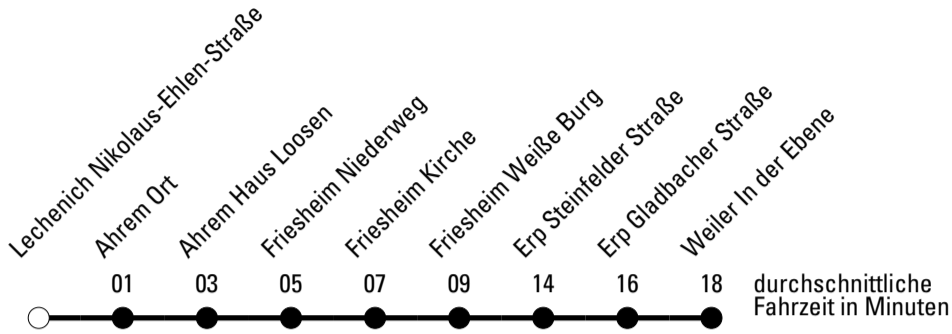 Lechenich Nikolaus-Ehlen-Straße
Ahrem Ort
Ahrem Haus Loosen
Friesheim Niederweg
Friesheim Kirche
Friesheim Weiße Burg
Erp Steinfelder Straße
Erp Gladbacher Straße
Weiler In der Ebene
01 03 05 07 09 14 16 18 durchschnittliche
Fahrzeit in Minuten